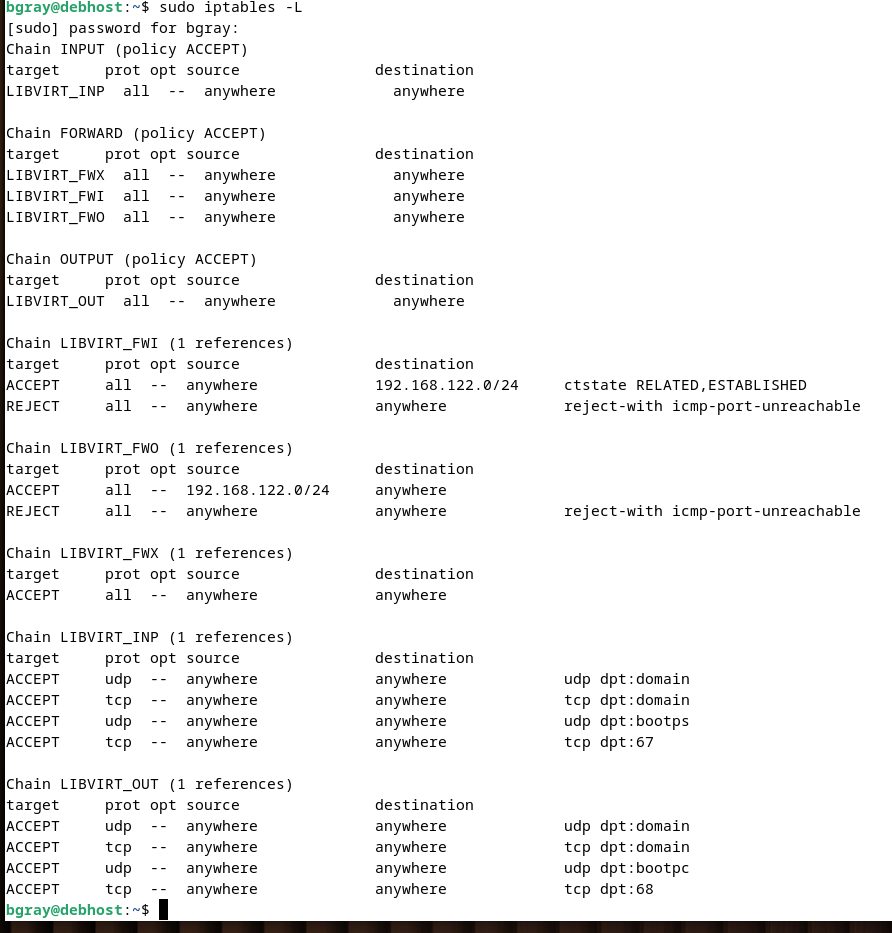 bgray@debhost:~$ sudo iptables -L
[sudo] password for bgray:
Chain INPUT (policy ACCEPT)
target     prot opt source               destination
LIBVIRT_INP  all  --  anywhere             anywhere

Chain FORWARD (policy ACCEPT)
target     prot opt source               destination
LIBVIRT_FWX  all  --  anywhere             anywhere
LIBVIRT_FWI  all  --  anywhere             anywhere
LIBVIRT_FWO  all  --  anywhere             anywhere

Chain OUTPUT (policy ACCEPT)
target     prot opt source               destination
LIBVIRT_OUT  all  --  anywhere             anywhere

Chain LIBVIRT_FWI (1 references)
target     prot opt source               destination
ACCEPT     all  --  anywhere             192.168.122.0/24     ctstate RELATED,ESTABLISHED
REJECT     all  --  anywhere             anywhere             reject-with icmp-port-unreachable

Chain LIBVIRT_FWO (1 references)
target     prot opt source               destination
ACCEPT     all  --  192.168.122.0/24     anywhere
REJECT     all  --  anywhere             anywhere             reject-with icmp-port-unreachable

Chain LIBVIRT_FWX (1 references)
target     prot opt source               destination
ACCEPT     all  --  anywhere             anywhere

Chain LIBVIRT_INP (1 references)
target     prot opt source               destination
ACCEPT     udp  --  anywhere             anywhere             udp dpt:domain
ACCEPT     tcp  --  anywhere             anywhere             tcp dpt:domain
ACCEPT     udp  --  anywhere             anywhere             udp dpt:bootps
ACCEPT     tcp  --  anywhere             anywhere             tcp dpt:67

Chain LIBVIRT_OUT (1 references)
target     prot opt source               destination
ACCEPT     udp  --  anywhere             anywhere             udp dpt:domain
ACCEPT     tcp  --  anywhere             anywhere             tcp dpt:domain
ACCEPT     udp  --  anywhere             anywhere             udp dpt:bootpc
ACCEPT     tcp  --  anywhere             anywhere             tcp dpt:68
bgray@debhost:~$